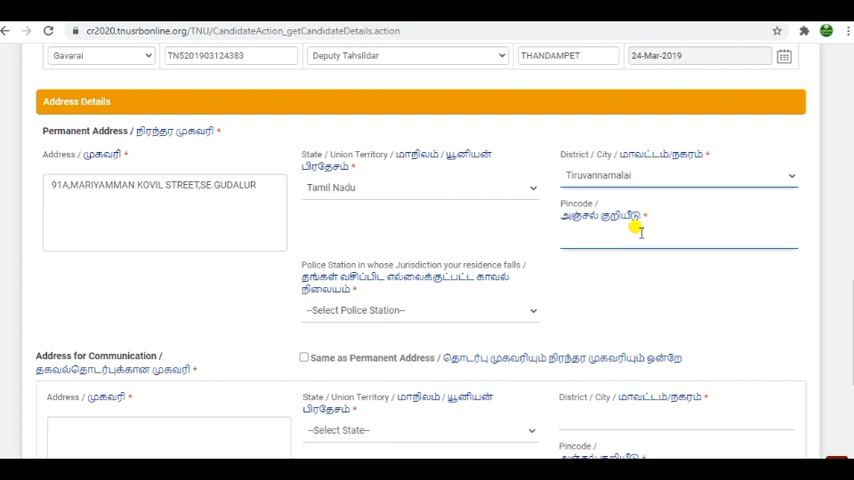 cr2020.tnusrbonline.org/TNU/CandidateAction_getCandidateDetails.action
Gavarai TN5201903124383 Deputy Tahsildar THANDAMPET 24-Mar-2019
Address Details
Permanent Address / நிரந்தர முகவரி *
Address / முகவரி *
State / Union Territory / மாநிலம் / யூனியன்
பிரதேசம் *
District / City / மாவட்டம்/நகரம் *
91A,MARIYAMMAN KOVIL STREET,SE.GUDALUR
Tamil Nadu
Tiruvannamalai
Pincode /
அஞ்சல் குறியீடு *
Police Station in whose Jurisdiction your residence falls /
தங்கள் வசிப்பிட எல்லைக்குட்பட்ட காவல்
நிலையம் *
--Select Police Station--
Address for Communication /
தகவல்தொடர்புக்கான முகவரி *
Same as Permanent Address / தொடர்பு முகவரியும் நிரந்தர முகவரியும் ஒன்றே
Address / முகவரி *
State / Union Territory / மாநிலம் / யூனியன்
பிரதேசம் *
District / City / மாவட்டம்/நகரம் *
--Select State--
Pincode /
அஞ்சல் குறியீடு *